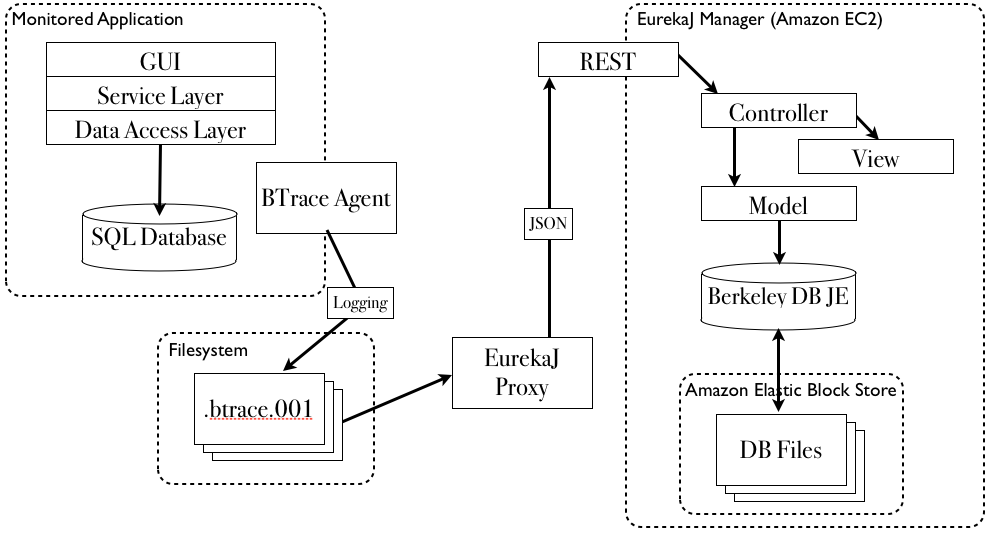 Monitored Application
GUI
Service Layer
Data Access Layer
SQL Database
BTrace Agent
Logging
Filesystem
.btrace.001
EurekaJ
Proxy
JSON
REST
EurekaJ Manager (Amazon EC2)
Controller
View
Model
Berkeley DB JE
Amazon Elastic Block Store
DB Files